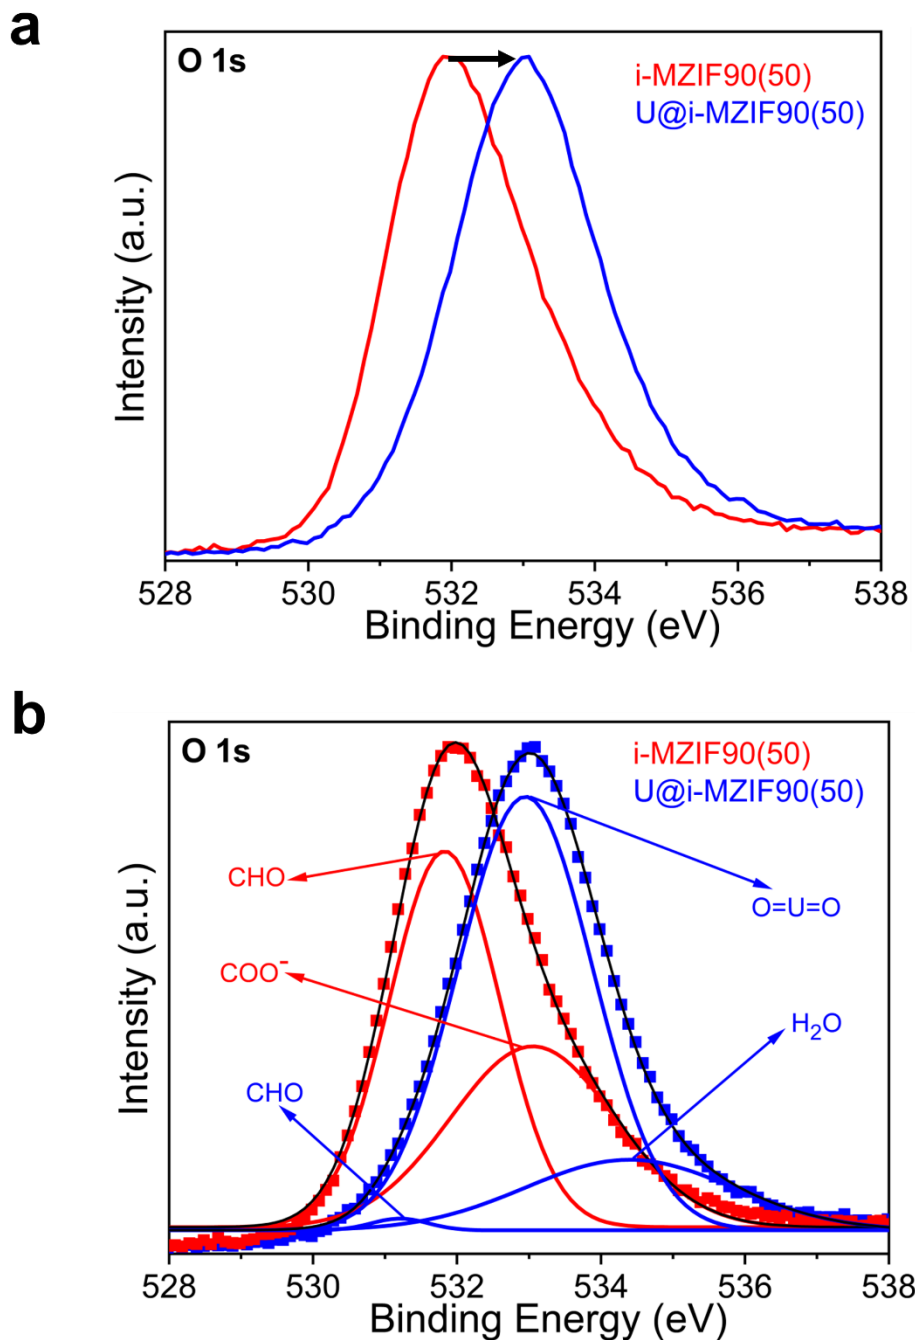 a
O 1s
i-MZIF90(50)
U@i-MZIF90(50)
Intensity (a.u.)
528 530 532 534 536 538
Binding Energy (eV)
b
O 1s
i-MZIF90(50)
U@i-MZIF90(50)
CHO
O=U=O
COO⁻
H₂O
CHO
Intensity (a.u.)
528 530 532 534 536 538
Binding Energy (eV)